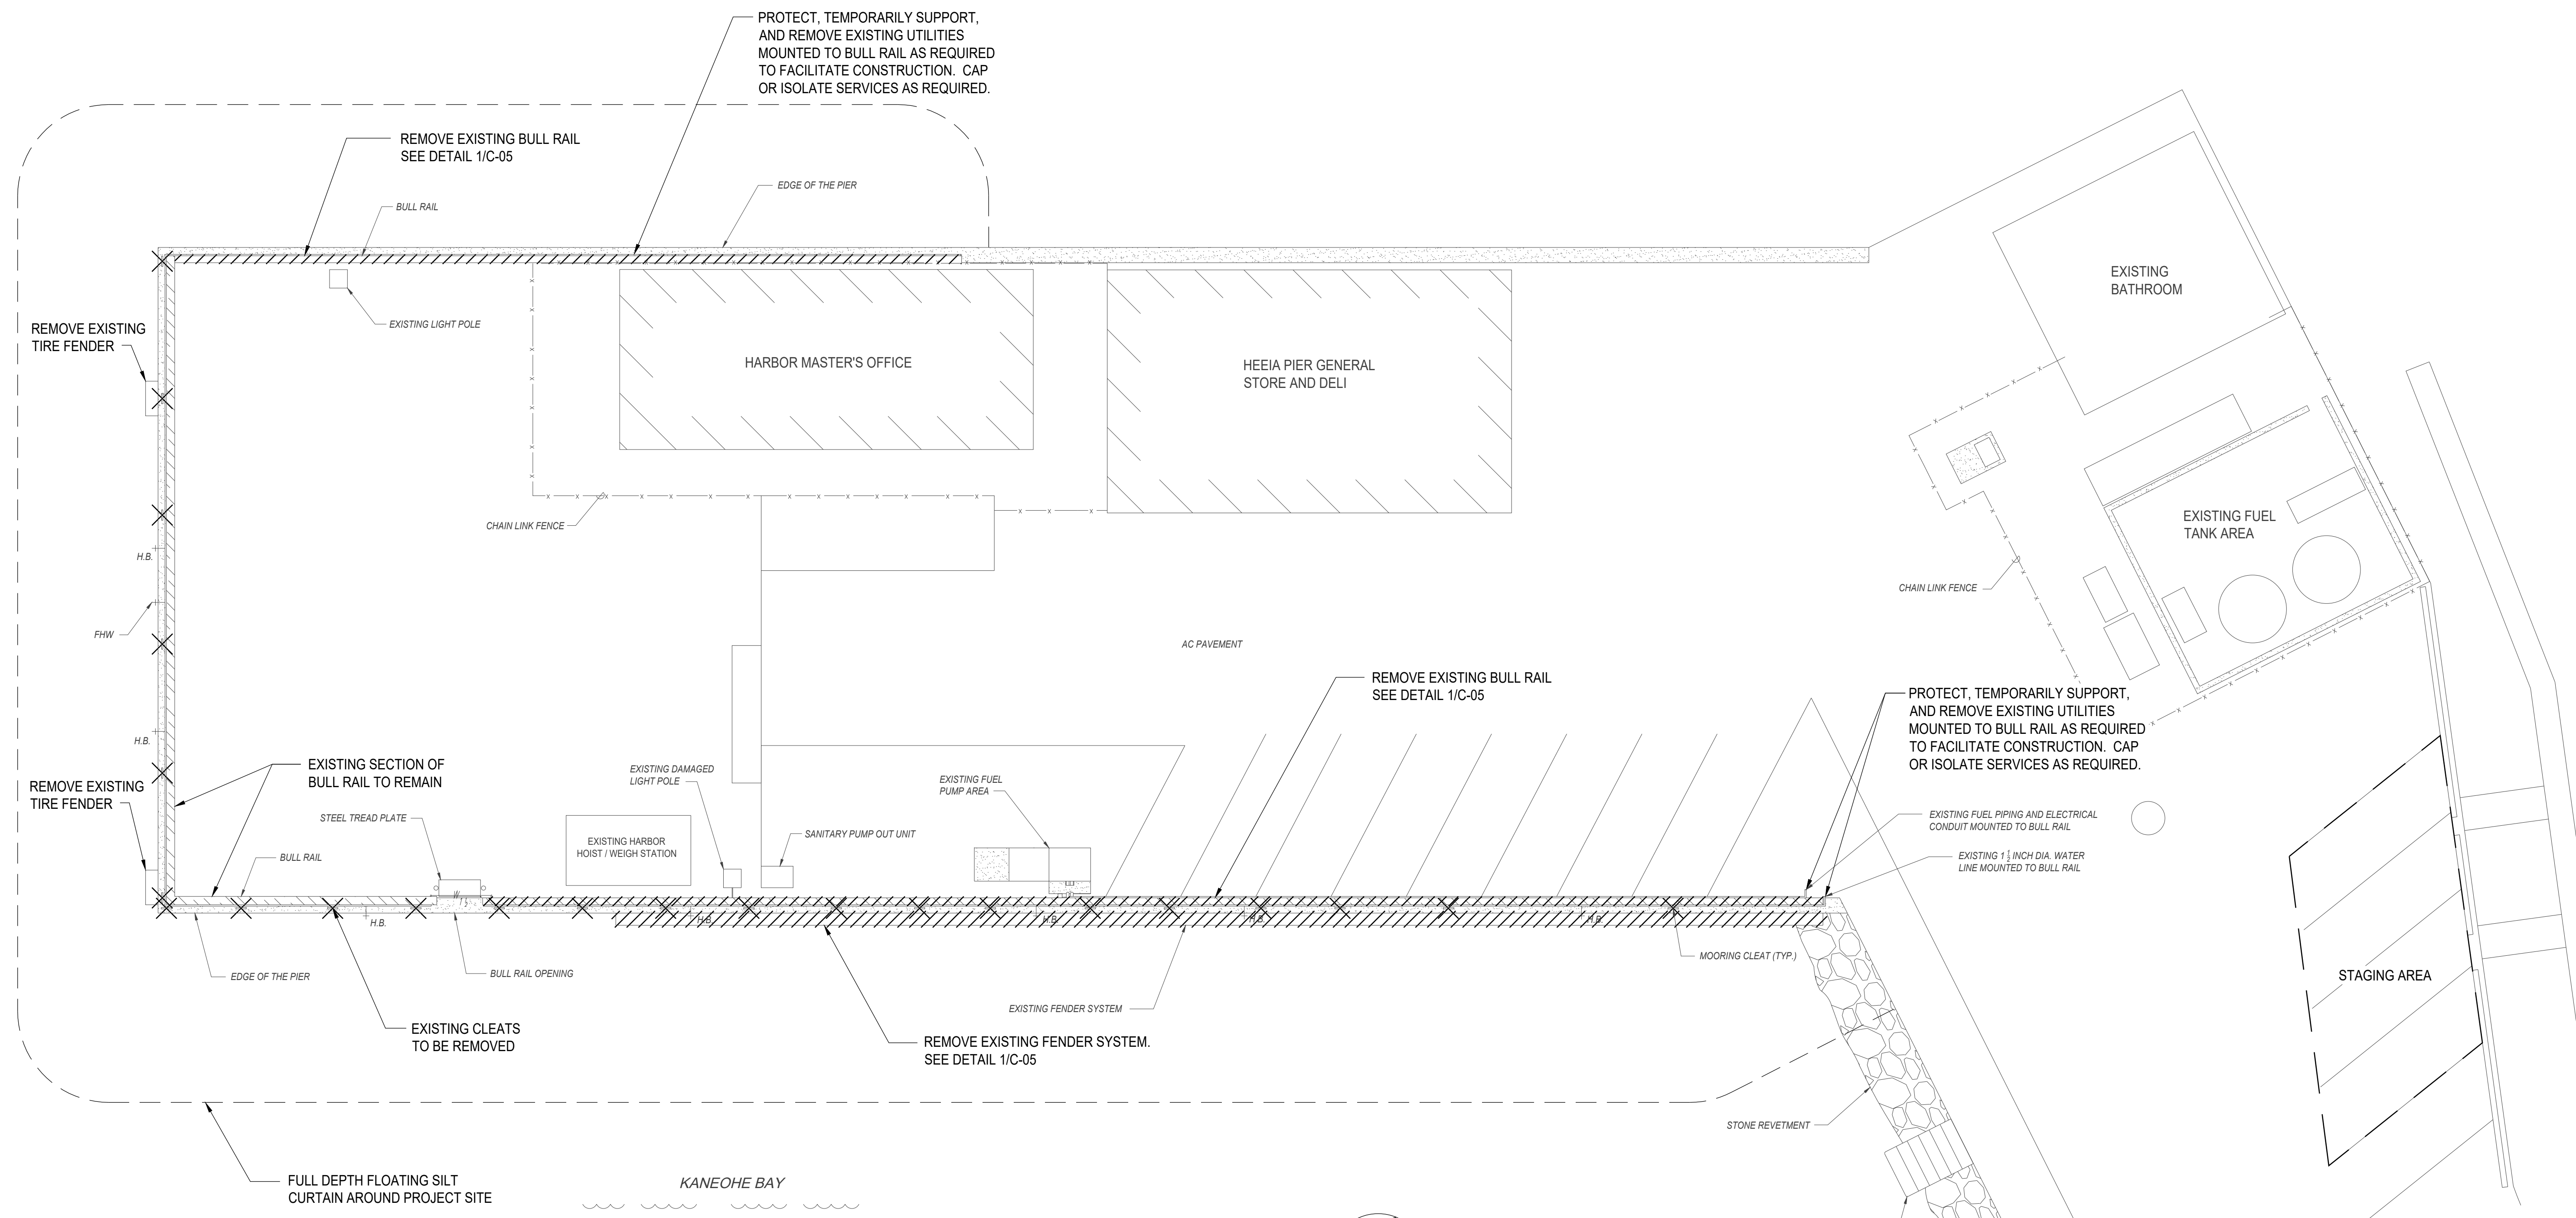 PROTECT, TEMPORARILY SUPPORT,
AND REMOVE EXISTING UTILITIES
MOUNTED TO BULL RAIL AS REQUIRED
TO FACILITATE CONSTRUCTION. CAP
OR ISOLATE SERVICES AS REQUIRED.
REMOVE EXISTING BULL RAIL
SEE DETAIL 1/C-05
EDGE OF THE PIER
BULL RAIL
EXISTING
BATHROOM
REMOVE EXISTING
TIRE FENDER
EXISTING LIGHT POLE
HARBOR MASTER'S OFFICE
HEEIA PIER GENERAL
STORE AND DELI
CHAIN LINK FENCE
EXISTING FUEL
TANK AREA
H.B.
CHAIN LINK FENCE
FHW
AC PAVEMENT
REMOVE EXISTING BULL RAIL
SEE DETAIL 1/C-05
PROTECT, TEMPORARILY SUPPORT,
AND REMOVE EXISTING UTILITIES
MOUNTED TO BULL RAIL AS REQUIRED
TO FACILITATE CONSTRUCTION. CAP
OR ISOLATE SERVICES AS REQUIRED.
H.B.
EXISTING SECTION OF
BULL RAIL TO REMAIN
EXISTING DAMAGED
LIGHT POLE
EXISTING FUEL
PUMP AREA
REMOVE EXISTING
TIRE FENDER
STEEL TREAD PLATE
EXISTING HARBOR
HOIST / WEIGH STATION
SANITARY PUMP OUT UNIT
EXISTING FUEL PIPING AND ELECTRICAL
CONDUIT MOUNTED TO BULL RAIL
BULL RAIL
EXISTING 1 1/2 INCH DIA. WATER
LINE MOUNTED TO BULL RAIL
H.B.
H.B.
H.B.
H.B.
H.B.
EDGE OF THE PIER
BULL RAIL OPENING
MOORING CLEAT (TYP.)
STAGING AREA
EXISTING FENDER SYSTEM
EXISTING CLEATS
TO BE REMOVED
REMOVE EXISTING FENDER SYSTEM.
SEE DETAIL 1/C-05
STONE REVETMENT
FULL DEPTH FLOATING SILT
CURTAIN AROUND PROJECT SITE
KANEOHE BAY